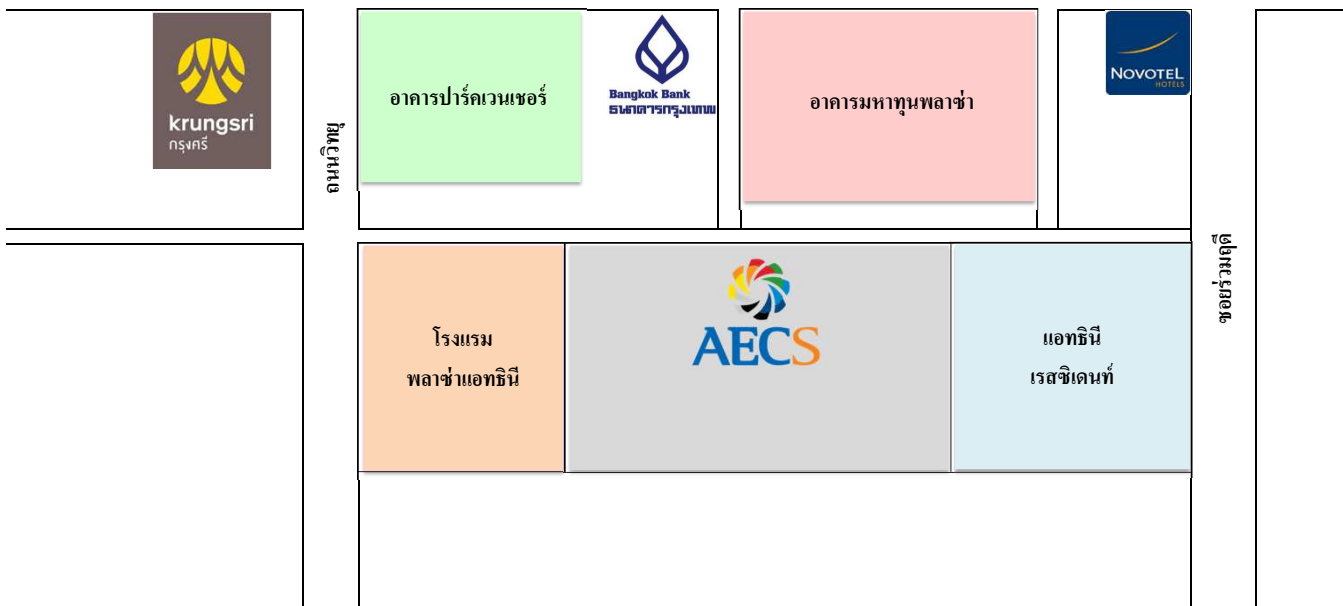 krungsri
กรุงศรี
ถนนวิทยุ
อาคารปาร์คเวนเชอร์
Bangkok Bank
ธนาคารกรุงเทพ
อาคารมหาทุนพลาซ่า
NOVOTEL
HOTELS
ซอยร่วมฤดี
โรงแรม
พลาซ่าแอทธินี
AECS
แอทธินี
เรสซิเดนท์